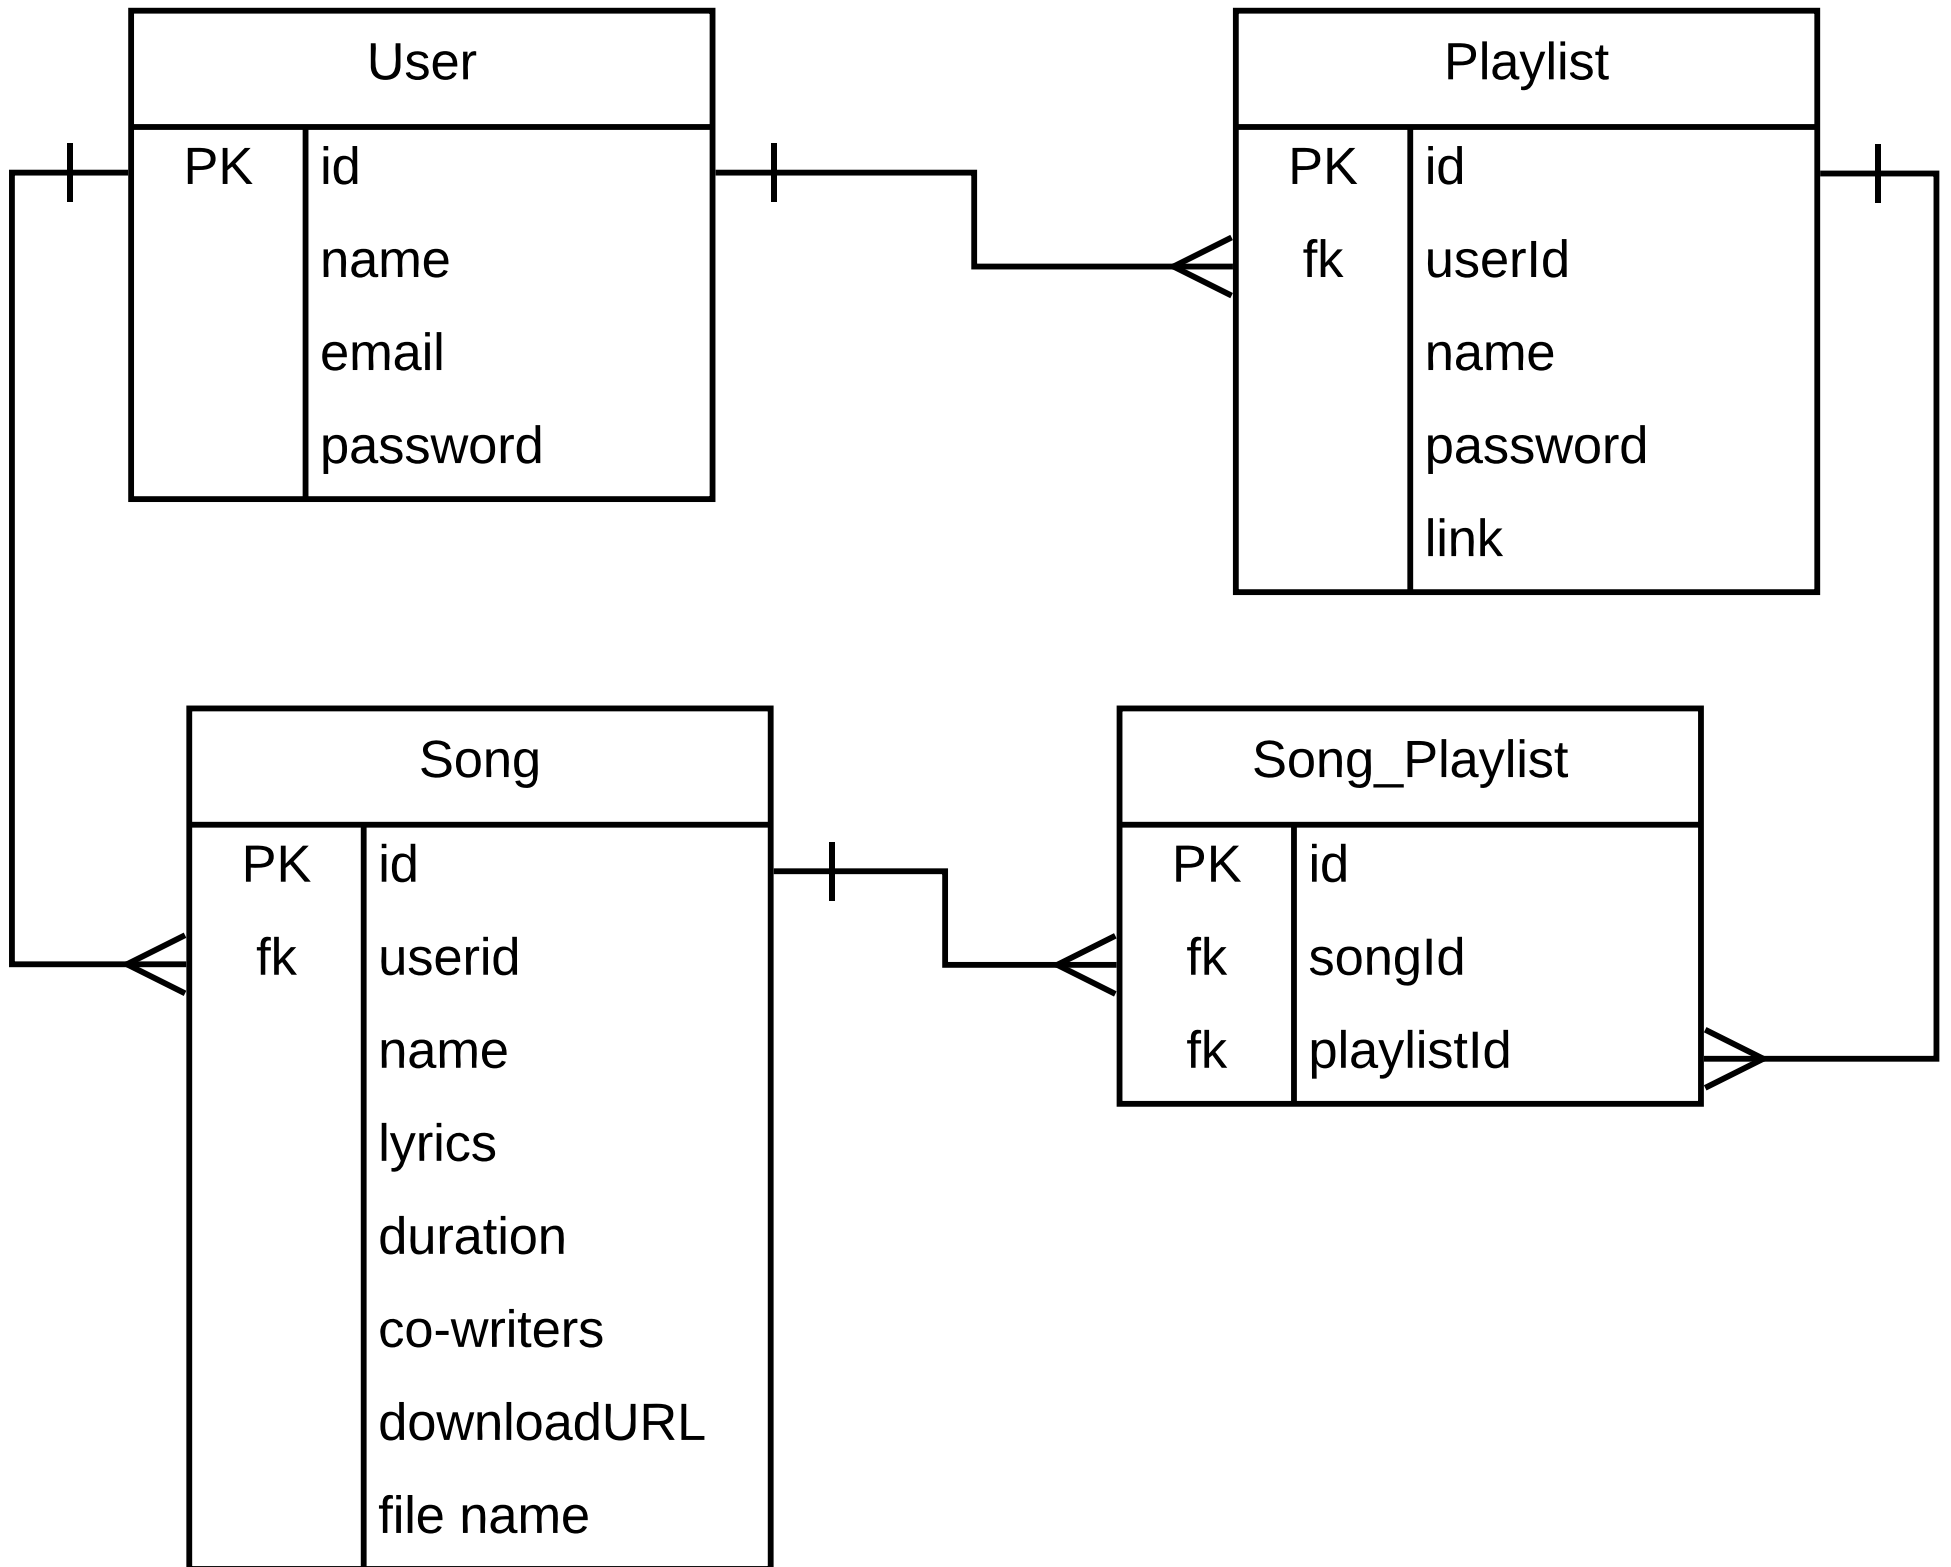 User
PK id
name
email
password
Playlist
PK id
fk userId
name
password
link
Song
PK id
fk userid
name
lyrics
duration
co-writers
downloadURL
file name
Song_Playlist
PK id
fk songId
fk playlistId